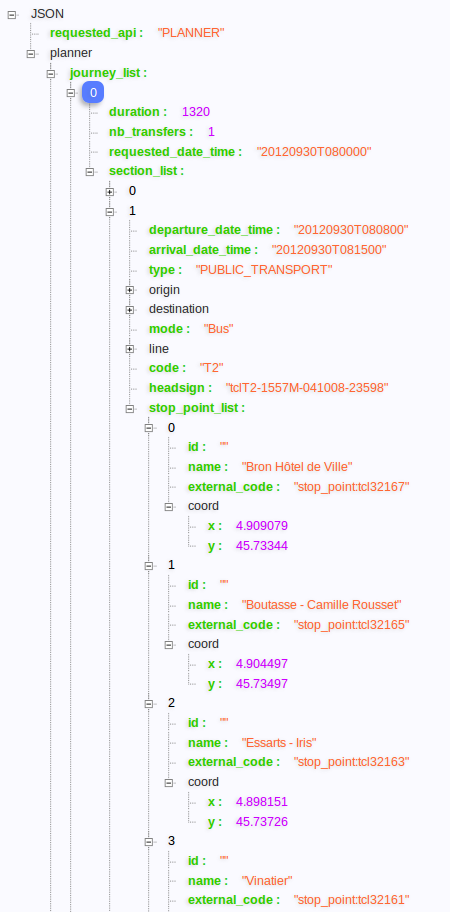 JSON
requested_api : "PLANNER"
planner
journey_list :
0
duration : 1320
nb_transfers : 1
requested_date_time : "20120930T080000"
section_list :
0
1
departure_date_time : "20120930T080800"
arrival_date_time : "20120930T081500"
type : "PUBLIC_TRANSPORT"
origin
destination
mode : "Bus"
line
code : "T2"
headsign : "tclT2-1557M-041008-23598"
stop_point_list :
0
id : ""
name : "Bron Hôtel de Ville"
external_code : "stop_point:tcl32167"
coord
x : 4.909079
y : 45.73344
1
id : ""
name : "Boutasse - Camille Rousset"
external_code : "stop_point:tcl32165"
coord
x : 4.904497
y : 45.73497
2
id : ""
name : "Essarts - Iris"
external_code : "stop_point:tcl32163"
coord
x : 4.898151
y : 45.73726
3
id : ""
name : "Vinatier"
external_code : "stop_point:tcl32161"